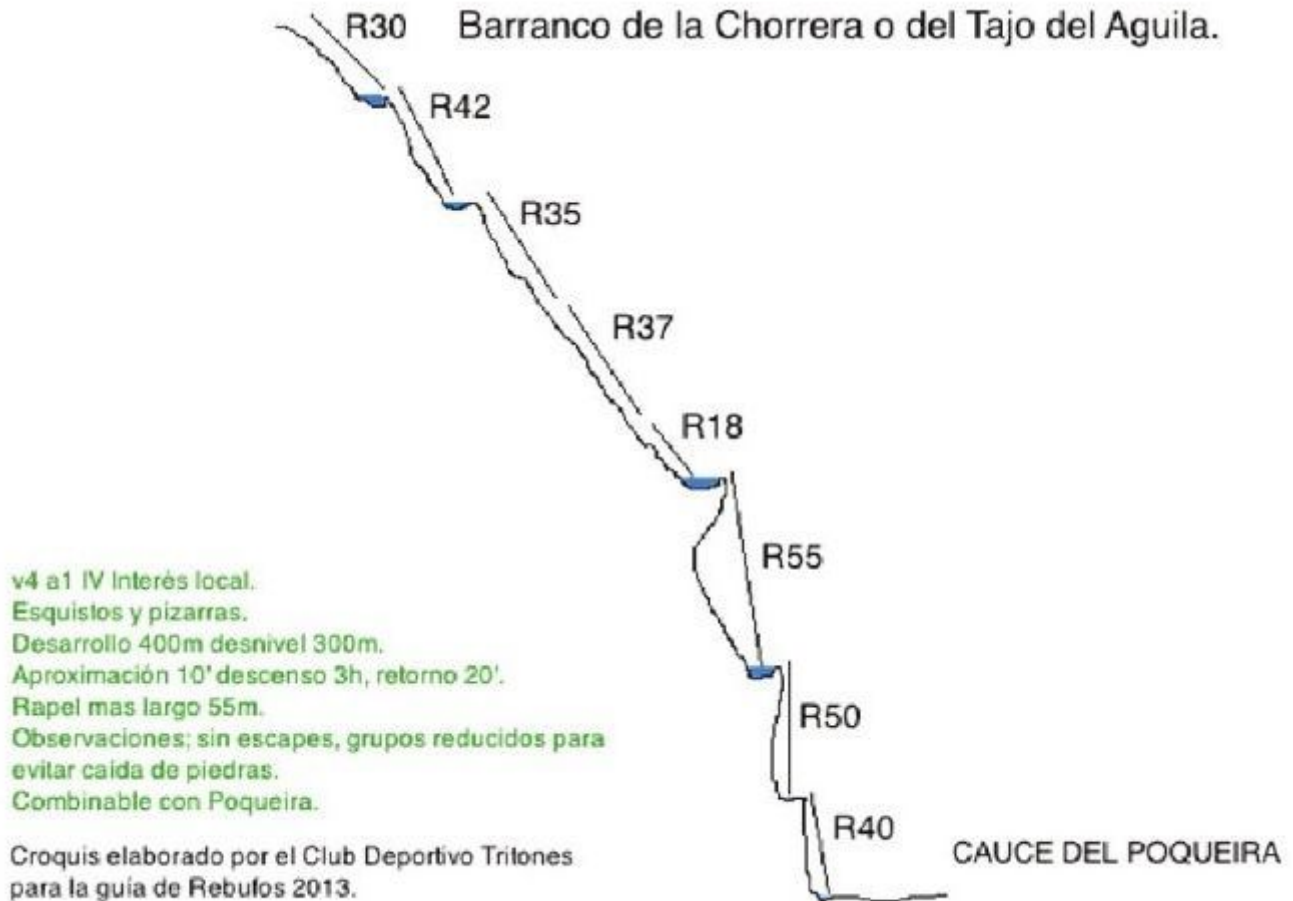 Barranco de la Chorrera o del Tajo del Aguila.
R30
R42
R35
R37
R18
R55
R50
R40
CAUCE DEL POQUEIRA
v4 a1 IV Interés local.
Esquistos y pizarras.
Desarrollo 400m desnivel 300m.
Aproximación 10' descenso 3h, retorno 20'.
Rapel mas largo 55m.
Observaciones; sin escapes, grupos reducidos para
evitar caida de piedras.
Combinable con Poqueira.
Croquis elaborado por el Club Deportivo Tritones
para la guía de Rebufos 2013.